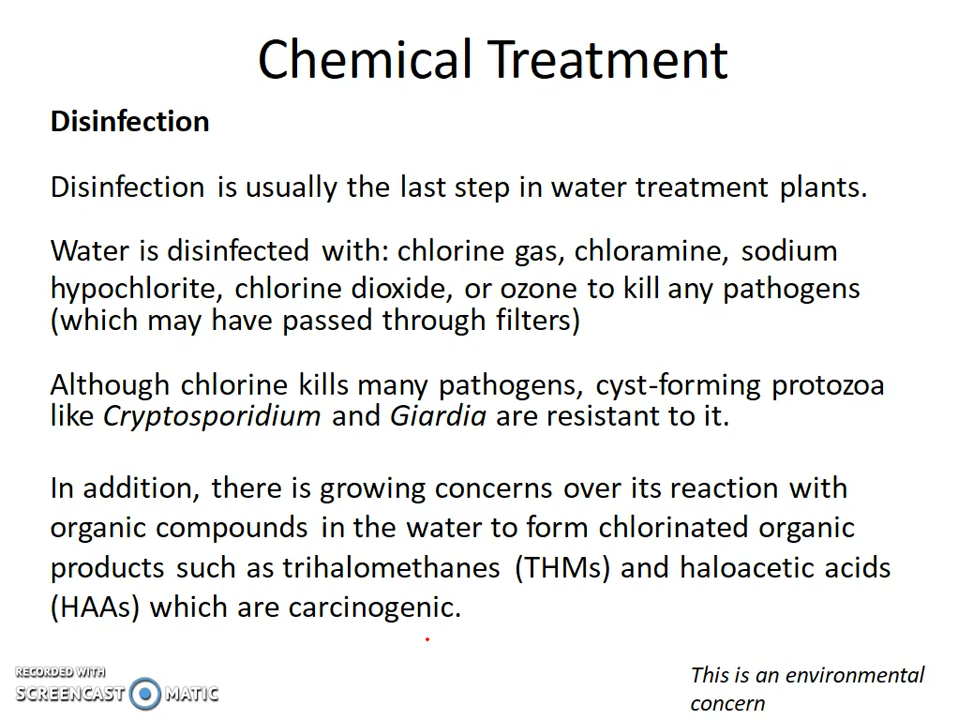 Chemical Treatment
Disinfection
Disinfection is usually the last step in water treatment plants.
Water is disinfected with: chlorine gas, chloramine, sodium
hypochlorite, chlorine dioxide, or ozone to kill any pathogens
(which may have passed through filters)
Although chlorine kills many pathogens, cyst-forming protozoa
like Cryptosporidium and Giardia are resistant to it.
In addition, there is growing concerns over its reaction with
organic compounds in the water to form chlorinated organic
products such as trihalomethanes (THMs) and haloacetic acids
(HAAs) which are carcinogenic.
RECORDED WITH
SCREENCAST MATIC
This is an environmental
concern